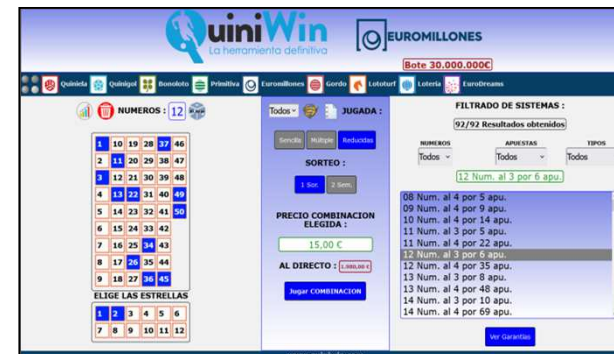 QuiniWin
La herramienta definitiva
EUROMILLONES
Bote 30.000.000€
Quiniela Quinigol Bonoloto Primitiva Euromillones Gordo Lototurf Lotería EuroDreams
NUMEROS : 12
1 10 19 28 37 46
2 11 20 29 38 47
3 12 21 30 39 48
4 13 22 31 40 49
5 14 23 32 41 50
6 15 24 33 42
7 16 25 34 43
8 17 26 35 44
9 18 27 36 45
ELIGE LAS ESTRELLAS
1 2 3 4 5 6
7 8 9 10 11 12
Todos JUGADA :
Sencilla Múltiple Reducidas
SORTEO :
1 Sor. 2 Sem.
PRECIO COMBINACION
ELEGIDA :
15,00 €
AL DIRECTO : 1.980,00 €
Jugar COMBINACION
FILTRADO DE SISTEMAS :
92/92 Resultados obtenidos
NUMEROS APUESTAS TIPOS
Todos Todos Todos
12 Num. al 3 por 6 apu.
08 Num. al 4 por 5 apu.
09 Num. al 4 por 9 apu.
10 Num. al 4 por 14 apu.
11 Num. al 3 por 5 apu.
11 Num. al 4 por 22 apu.
12 Num. al 3 por 6 apu.
12 Num. al 4 por 35 apu.
13 Num. al 3 por 8 apu.
13 Num. al 4 por 48 apu.
14 Num. al 3 por 10 apu.
14 Num. al 4 por 69 apu.
Ver Garantías